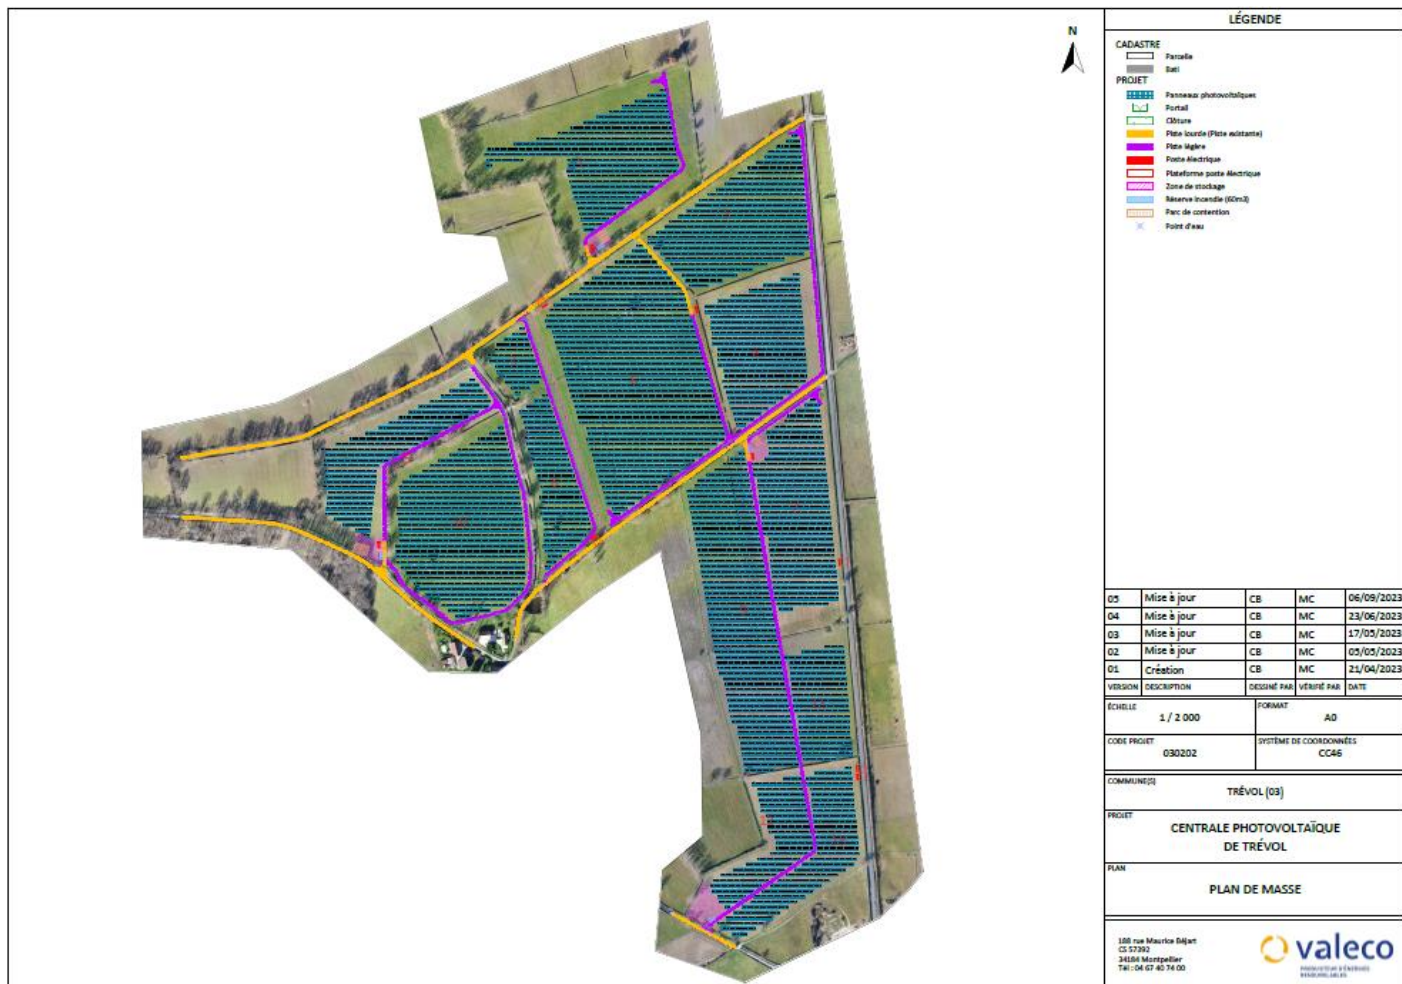 N
LÉGENDE
CADASTRE
Parcelle
Bati
PROJET
Panneaux photovoltaïques
Portail
Clôture
Piste lourde (Piste existante)
Piste légère
Poste électrique
Plateforme poste électrique
Zone de stockage
Réserve incendie (60m3)
Parc de contention
Point d'eau
05 Mise à jour CB MC 06/09/2023
04 Mise à jour CB MC 23/06/2023
03 Mise à jour CB MC 17/05/2023
02 Mise à jour CB MC 05/05/2023
01 Création CB MC 21/04/2023
VERSION DESCRIPTION DESSINÉ PAR VÉRIFIÉ PAR DATE
ÉCHELLE FORMAT
1 / 2 000 A0
CODE PROJET SYSTÈME DE COORDONNÉES
030202 CC46
COMMUNE(S)
TRÉVOL (03)
PROJET
CENTRALE PHOTOVOLTAÏQUE
DE TRÉVOL
PLAN
PLAN DE MASSE
188 rue Maurice Béjart
CS 57392
34184 Montpellier
Tél : 04 67 40 74 00
valeco
PRODUCTEUR D'ÉNERGIES
RENOUVELABLES